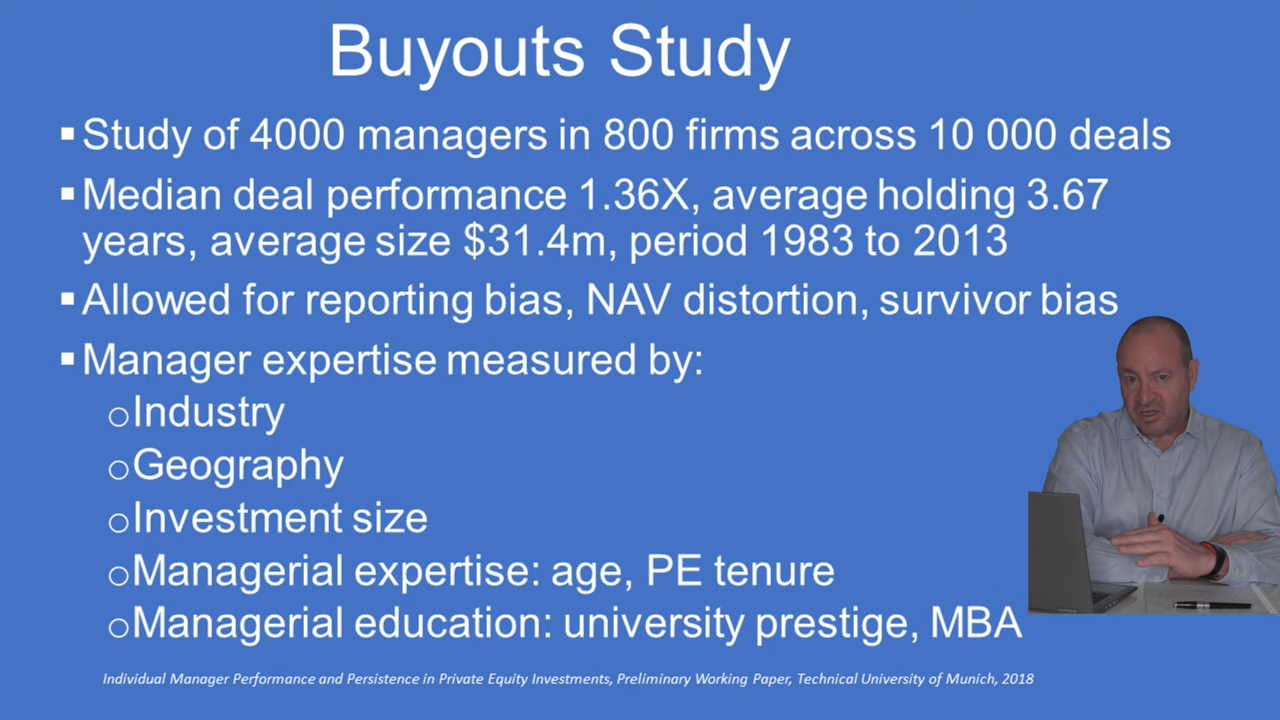 Buyouts Study
▪Study of 4000 managers in 800 firms across 10 000 deals
▪Median deal performance 1.36X, average holding 3.67
years, average size $31.4m, period 1983 to 2013
▪Allowed for reporting bias, NAV distortion, survivor bias
▪Manager expertise measured by:
oIndustry
oGeography
oInvestment size
oManagerial expertise: age, PE tenure
oManagerial education: university prestige, MBA
Individual Manager Performance and Persistence in Private Equity Investments, Preliminary Working Paper, Technical University of Munich, 2018